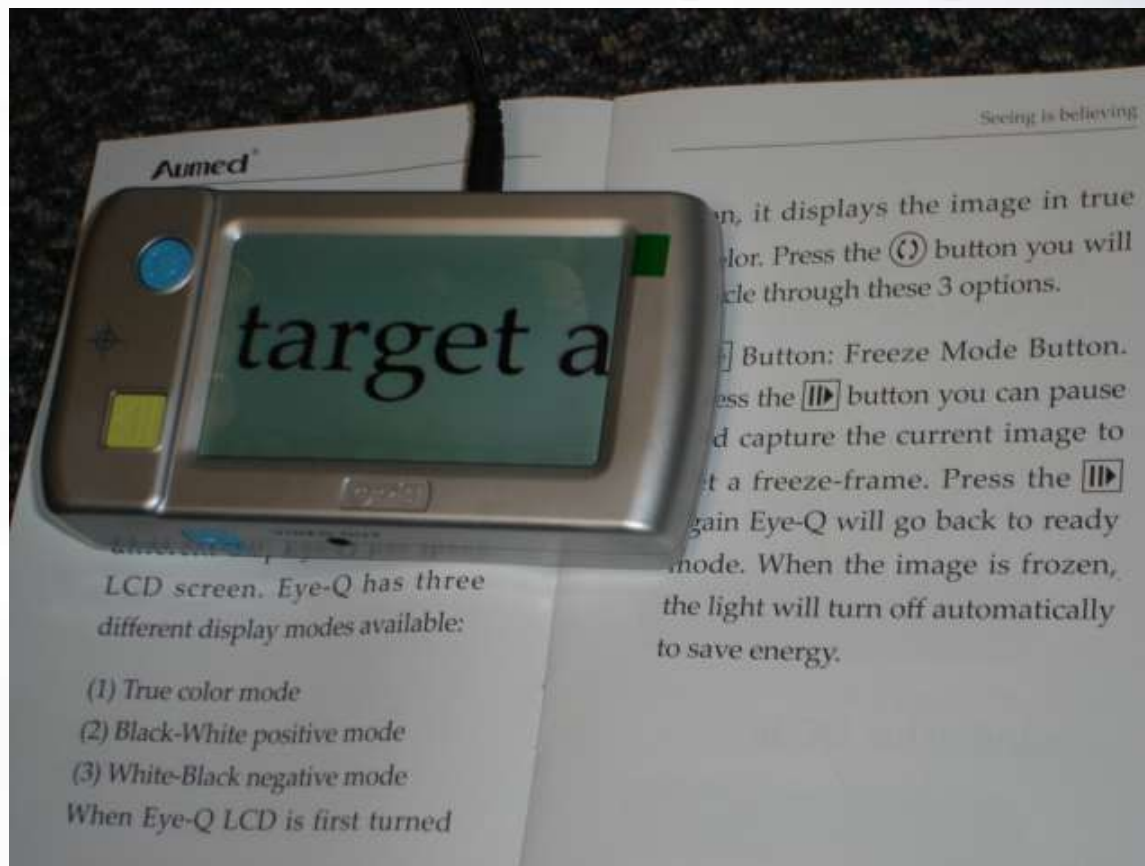 Aumed®
target a
LCD screen. Eye-Q has three
different display modes available:
(1) True color mode
(2) Black-White positive mode
(3) White-Black negative mode
When Eye-Q LCD is first turned
Seeing is believing
it displays the image in true
Press the button you will
through these 3 options.
Button: Freeze Mode Button.
the button you can pause
capture the current image to
a freeze-frame. Press the
Eye-Q will go back to ready
mode. When the image is frozen,
the light will turn off automatically
to save energy.